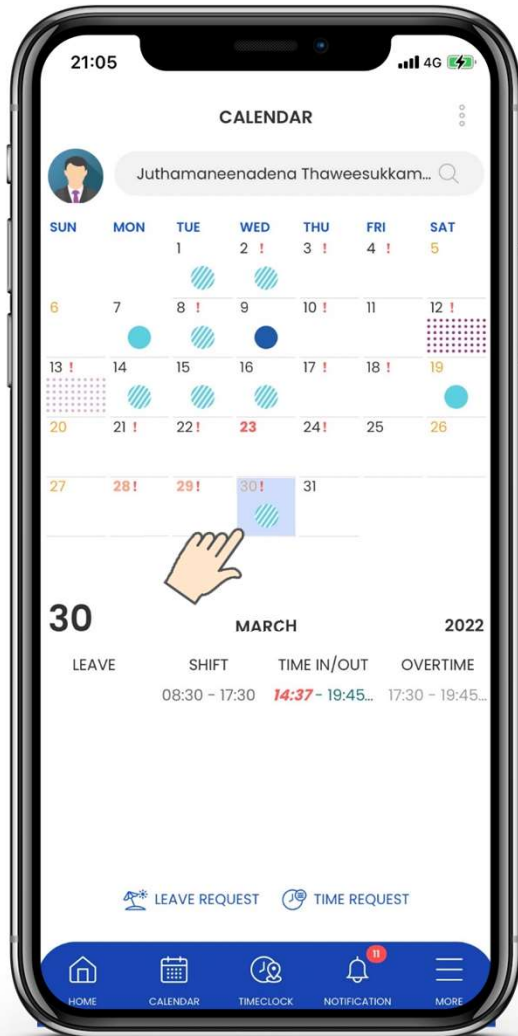 21:05 4G
CALENDAR
Juthamaneenadena Thaweesukkam...
SUN MON TUE WED THU FRI SAT
1 2 ! 3 ! 4 ! 5
6 7 8 ! 9 10 ! 11 12 !
13 ! 14 15 16 17 ! 18 ! 19
20 21 ! 22! 23 24! 25 26
27 28! 29! 30! 31
30 MARCH 2022
LEAVE SHIFT TIME IN/OUT OVERTIME
08:30 - 17:30 14:37 - 19:45... 17:30 - 19:45...
LEAVE REQUEST TIME REQUEST
11
HOME CALENDAR TIMECLOCK NOTIFICATION MORE